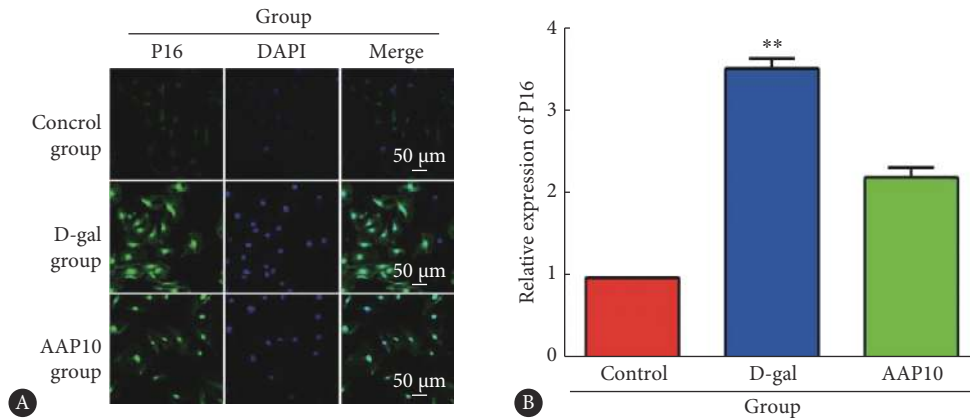 Group
P16 DAPI Merge
Concrol
group
50 µm
D-gal
group
50 µm
AAP10
group
50 µm
A
Relative expression of P16
4
3
2
1
0
**
Control D-gal AAP10
Group
B